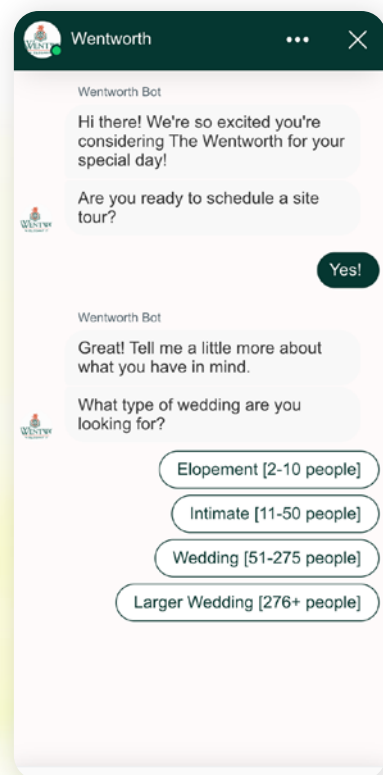 Wentworth
Wentworth Bot
Hi there! We're so excited you're
considering The Wentworth for your
special day!
Are you ready to schedule a site
tour?
Yes!
Wentworth Bot
Great! Tell me a little more about
what you have in mind.
What type of wedding are you
looking for?
Elopement [2-10 people]
Intimate [11-50 people]
Wedding [51-275 people]
Larger Wedding [276+ people]